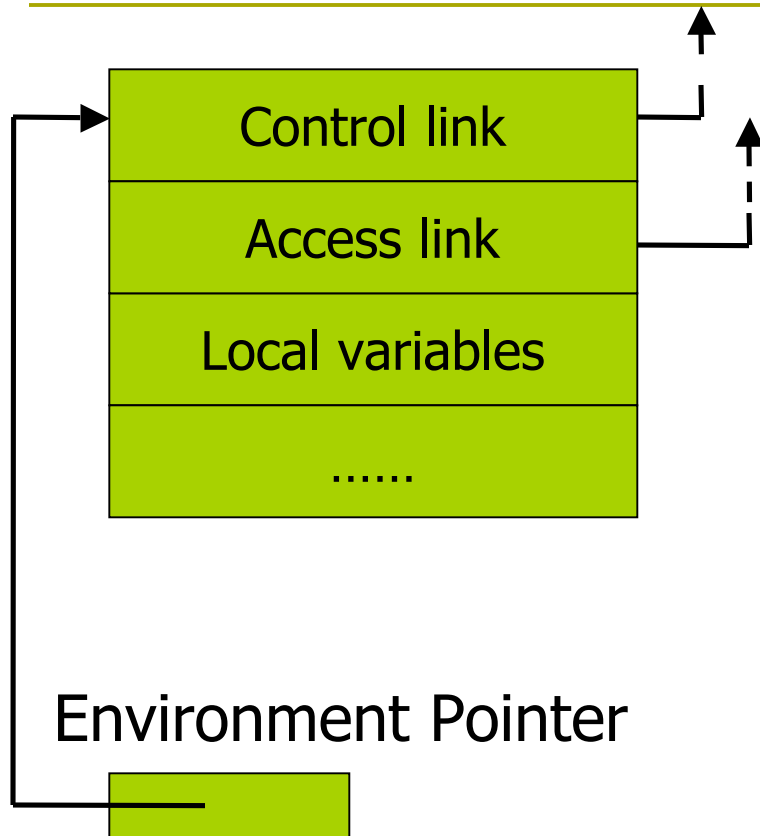 Control link
Access link
Local variables
......
Environment Pointer